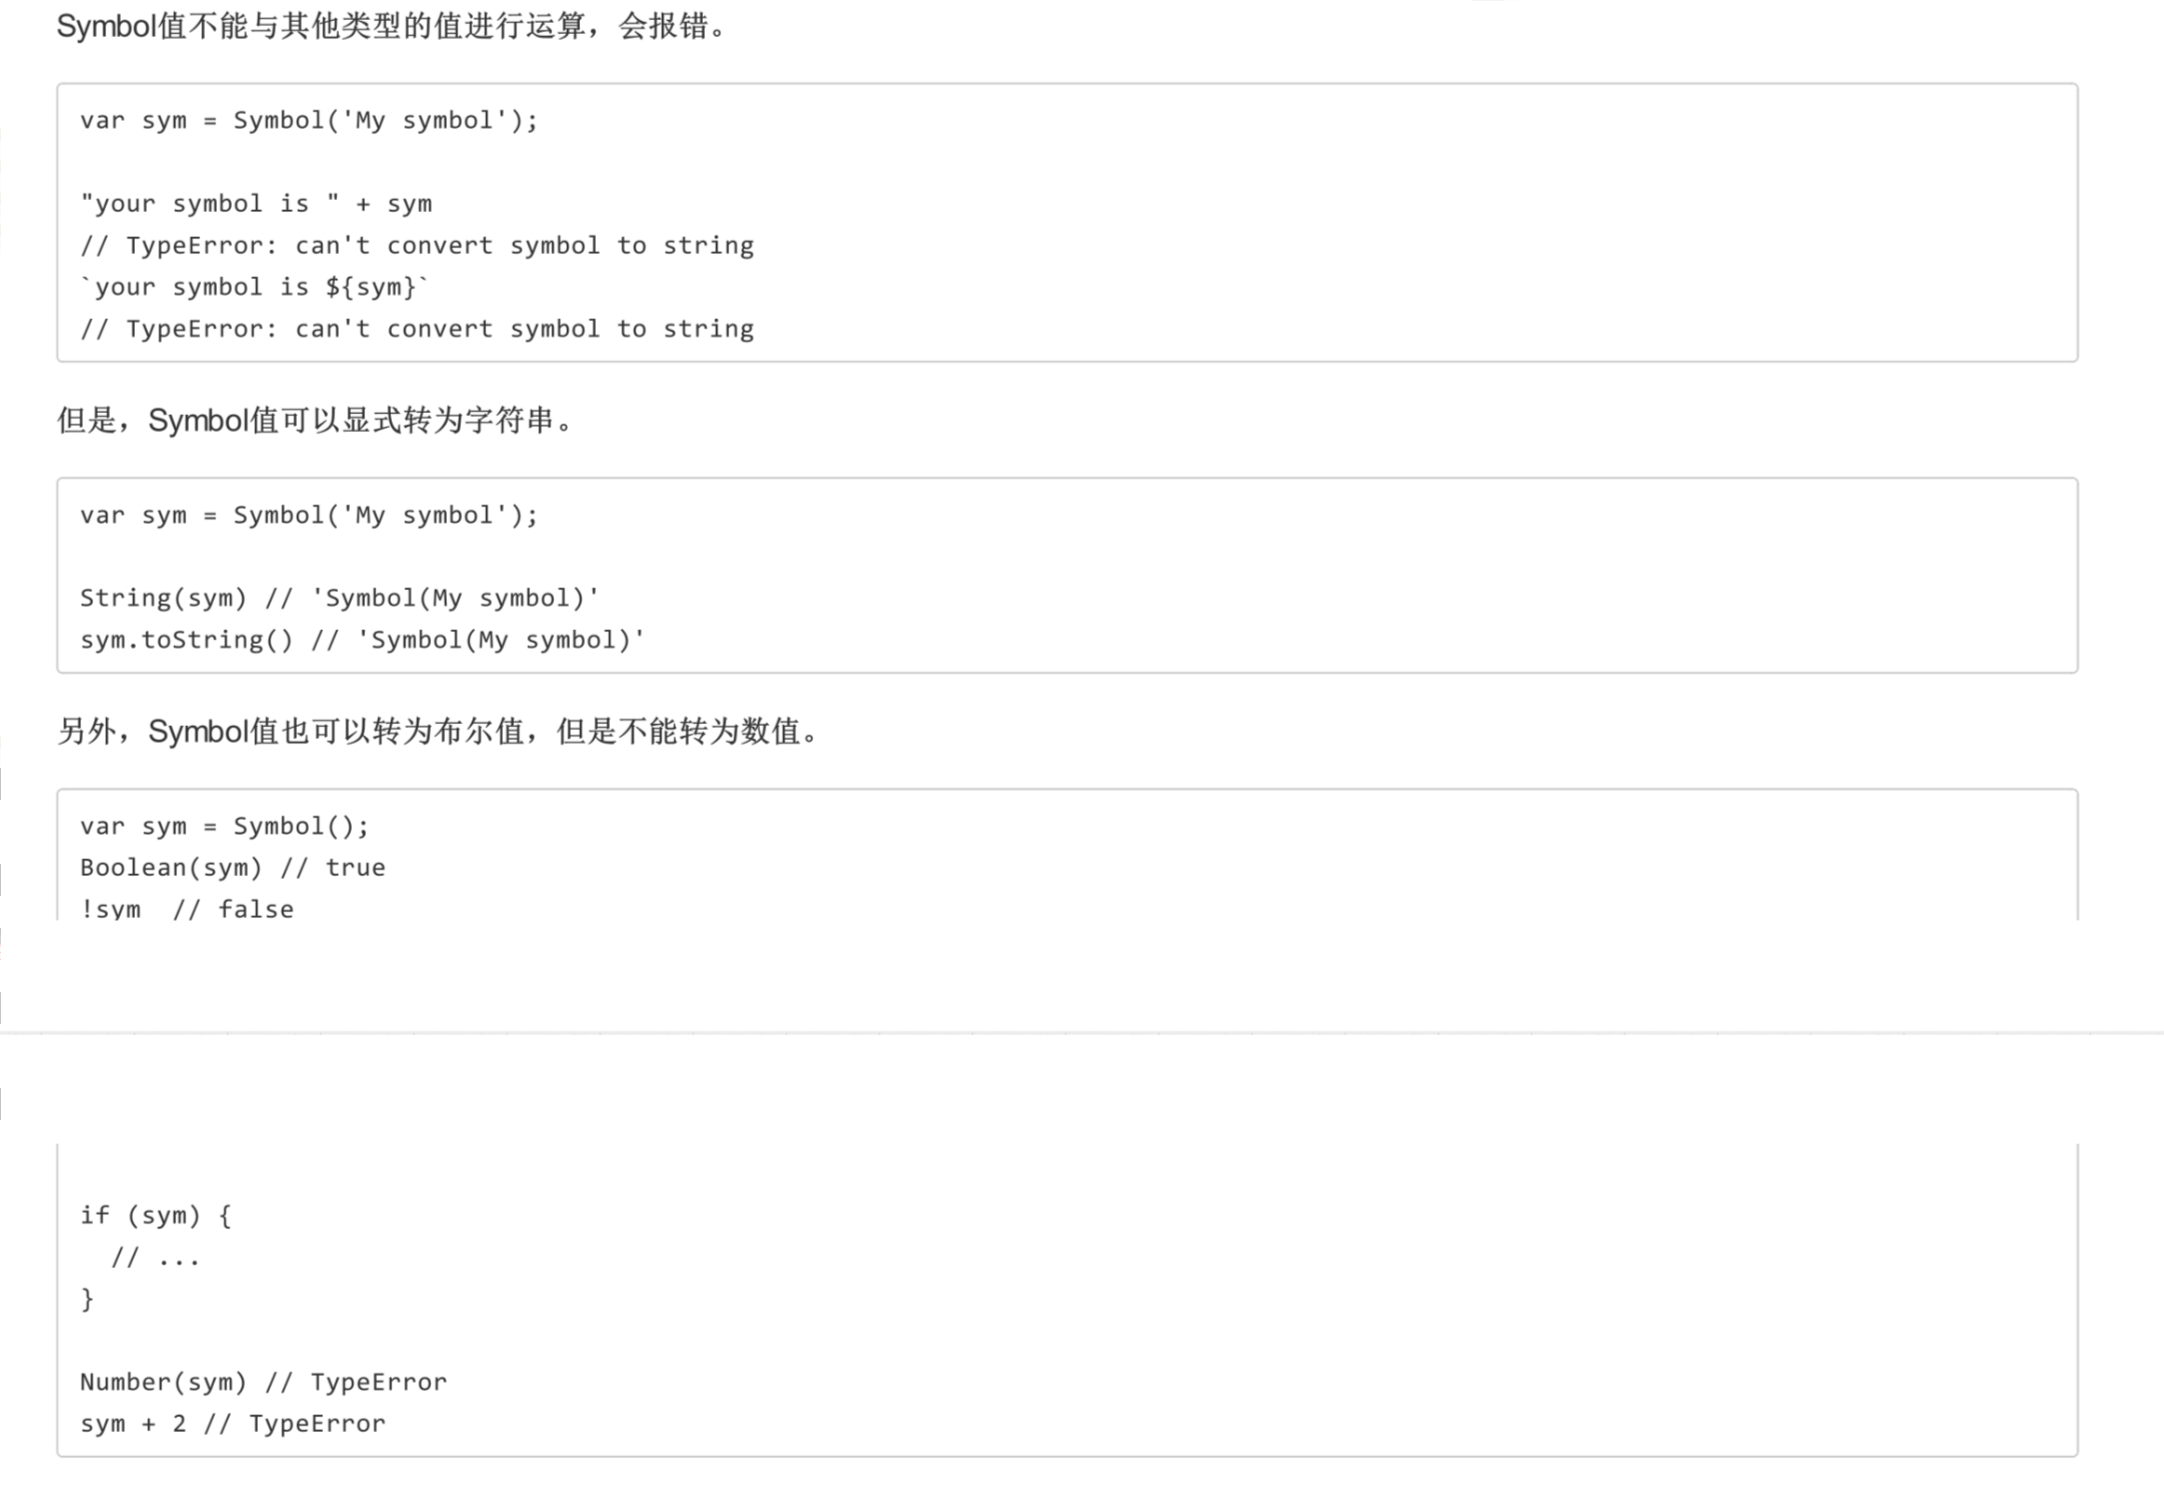 Symbol值不能与其他类型的值进行运算，会报错。
var sym = Symbol('My symbol');
"your symbol is " + sym
// TypeError: can't convert symbol to string
`your symbol is ${sym}`
// TypeError: can't convert symbol to string
但是，Symbol值可以显式转为字符串。
var sym = Symbol('My symbol');
String(sym) // 'Symbol(My symbol)'
sym.toString() // 'Symbol(My symbol)'
另外，Symbol值也可以转为布尔值，但是不能转为数值。
var sym = Symbol();
Boolean(sym) // true
!sym  // false
if (sym) {
  // ...
}
Number(sym) // TypeError
sym + 2 // TypeError